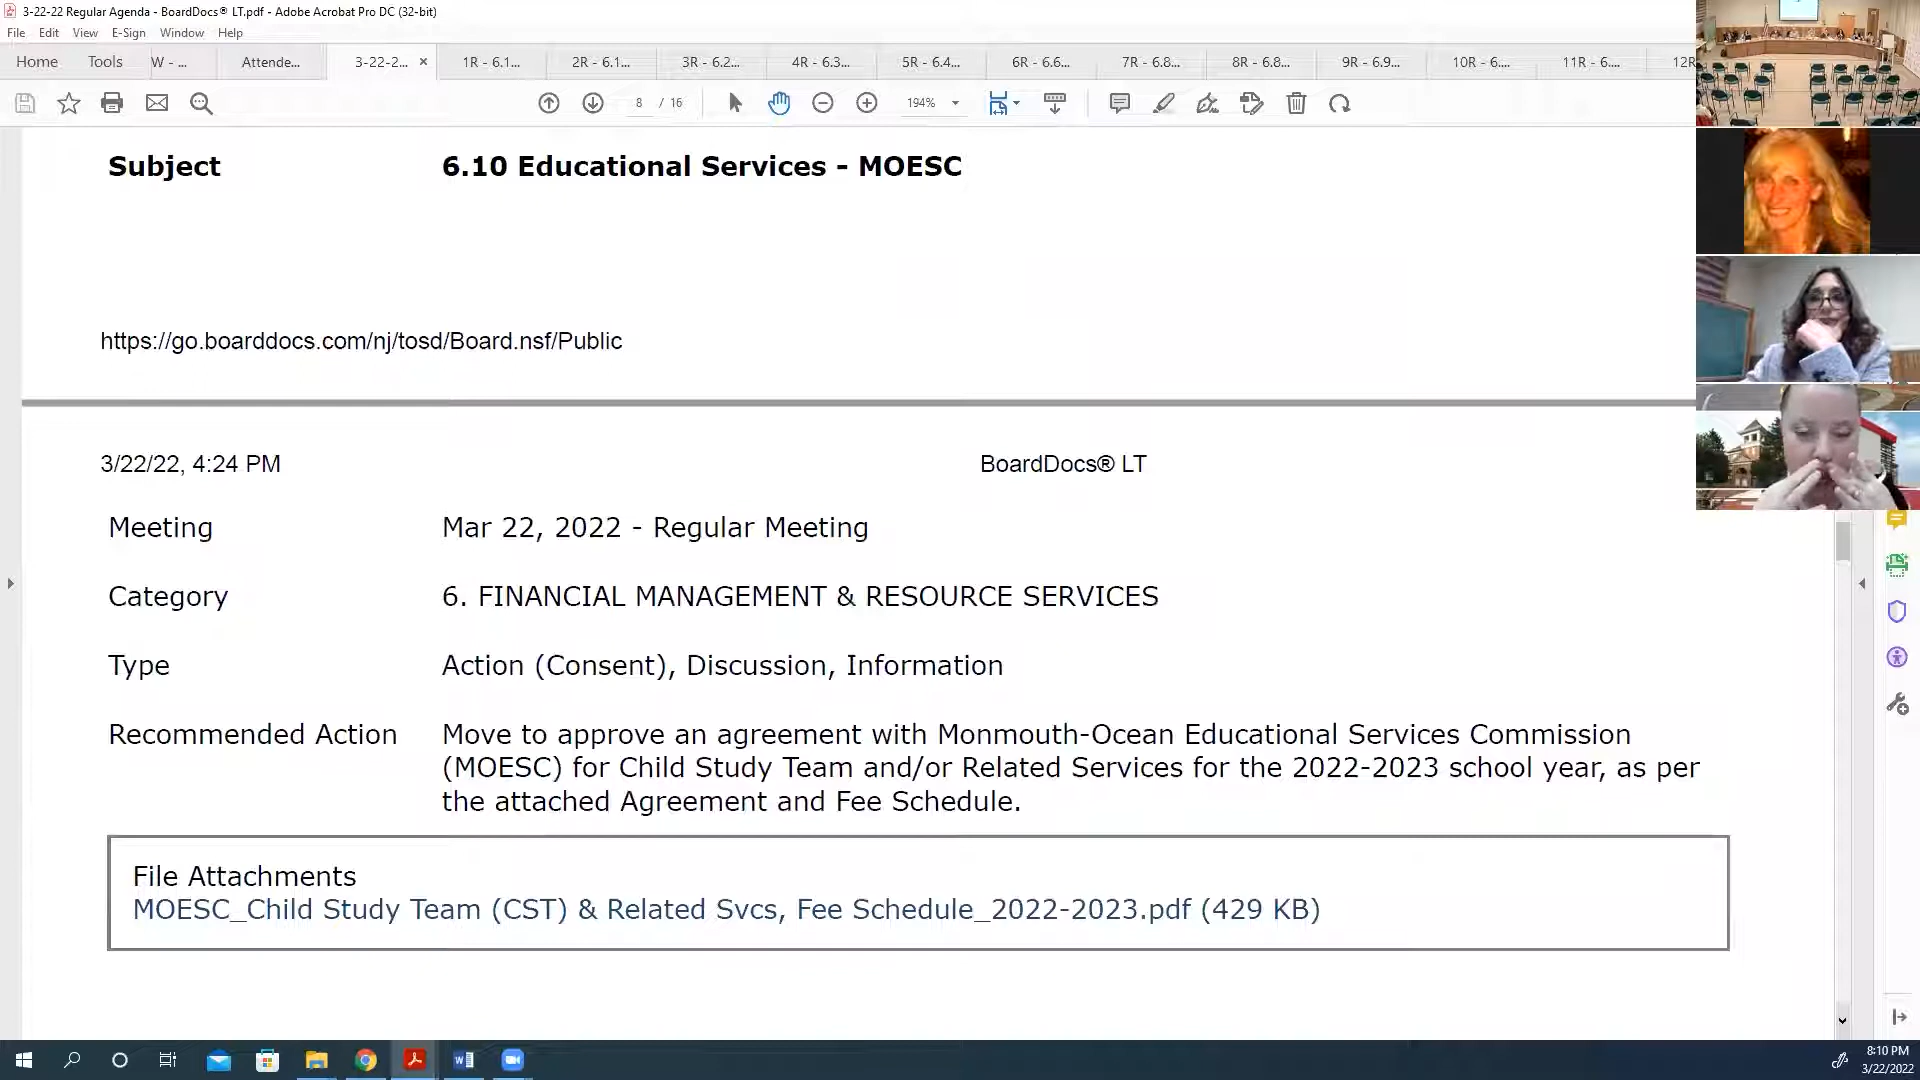 3-22-22 Regular Agenda - BoardDocs® LT.pdf - Adobe Acrobat Pro DC (32-bit)
File Edit View E-Sign Window Help
Home Tools W - ... Attende... 3-22-2... × 1R - 6.1... 2R - 6.1... 3R - 6.2... 4R - 6.3... 5R - 6.4... 6R - 6.6... 7R - 6.8... 8R - 6.8... 9R - 6.9... 10R - 6.... 11R - 6.... 12R
8 / 16 194%
Subject 6.10 Educational Services - MOESC
https://go.boarddocs.com/nj/tosd/Board.nsf/Public
3/22/22, 4:24 PM BoardDocs® LT
Meeting Mar 22, 2022 - Regular Meeting
Category 6. FINANCIAL MANAGEMENT & RESOURCE SERVICES
Type Action (Consent), Discussion, Information
Recommended Action Move to approve an agreement with Monmouth-Ocean Educational Services Commission
(MOESC) for Child Study Team and/or Related Services for the 2022-2023 school year, as per
the attached Agreement and Fee Schedule.
File Attachments
MOESC_Child Study Team (CST) & Related Svcs, Fee Schedule_2022-2023.pdf (429 KB)
8:10 PM
3/22/2022